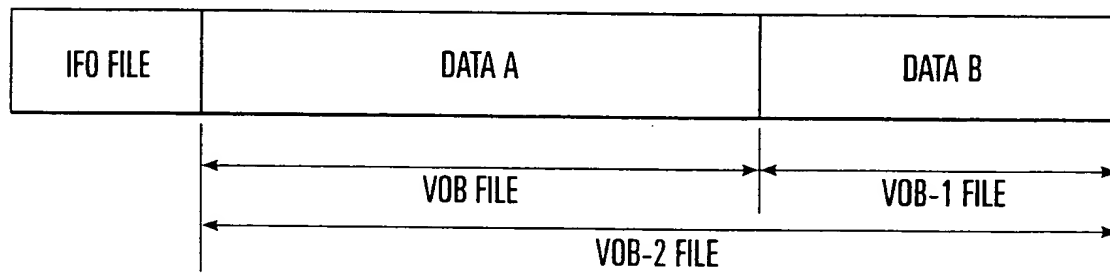 IFO FILE
DATA A
DATA B
VOB FILE
VOB-1 FILE
VOB-2 FILE